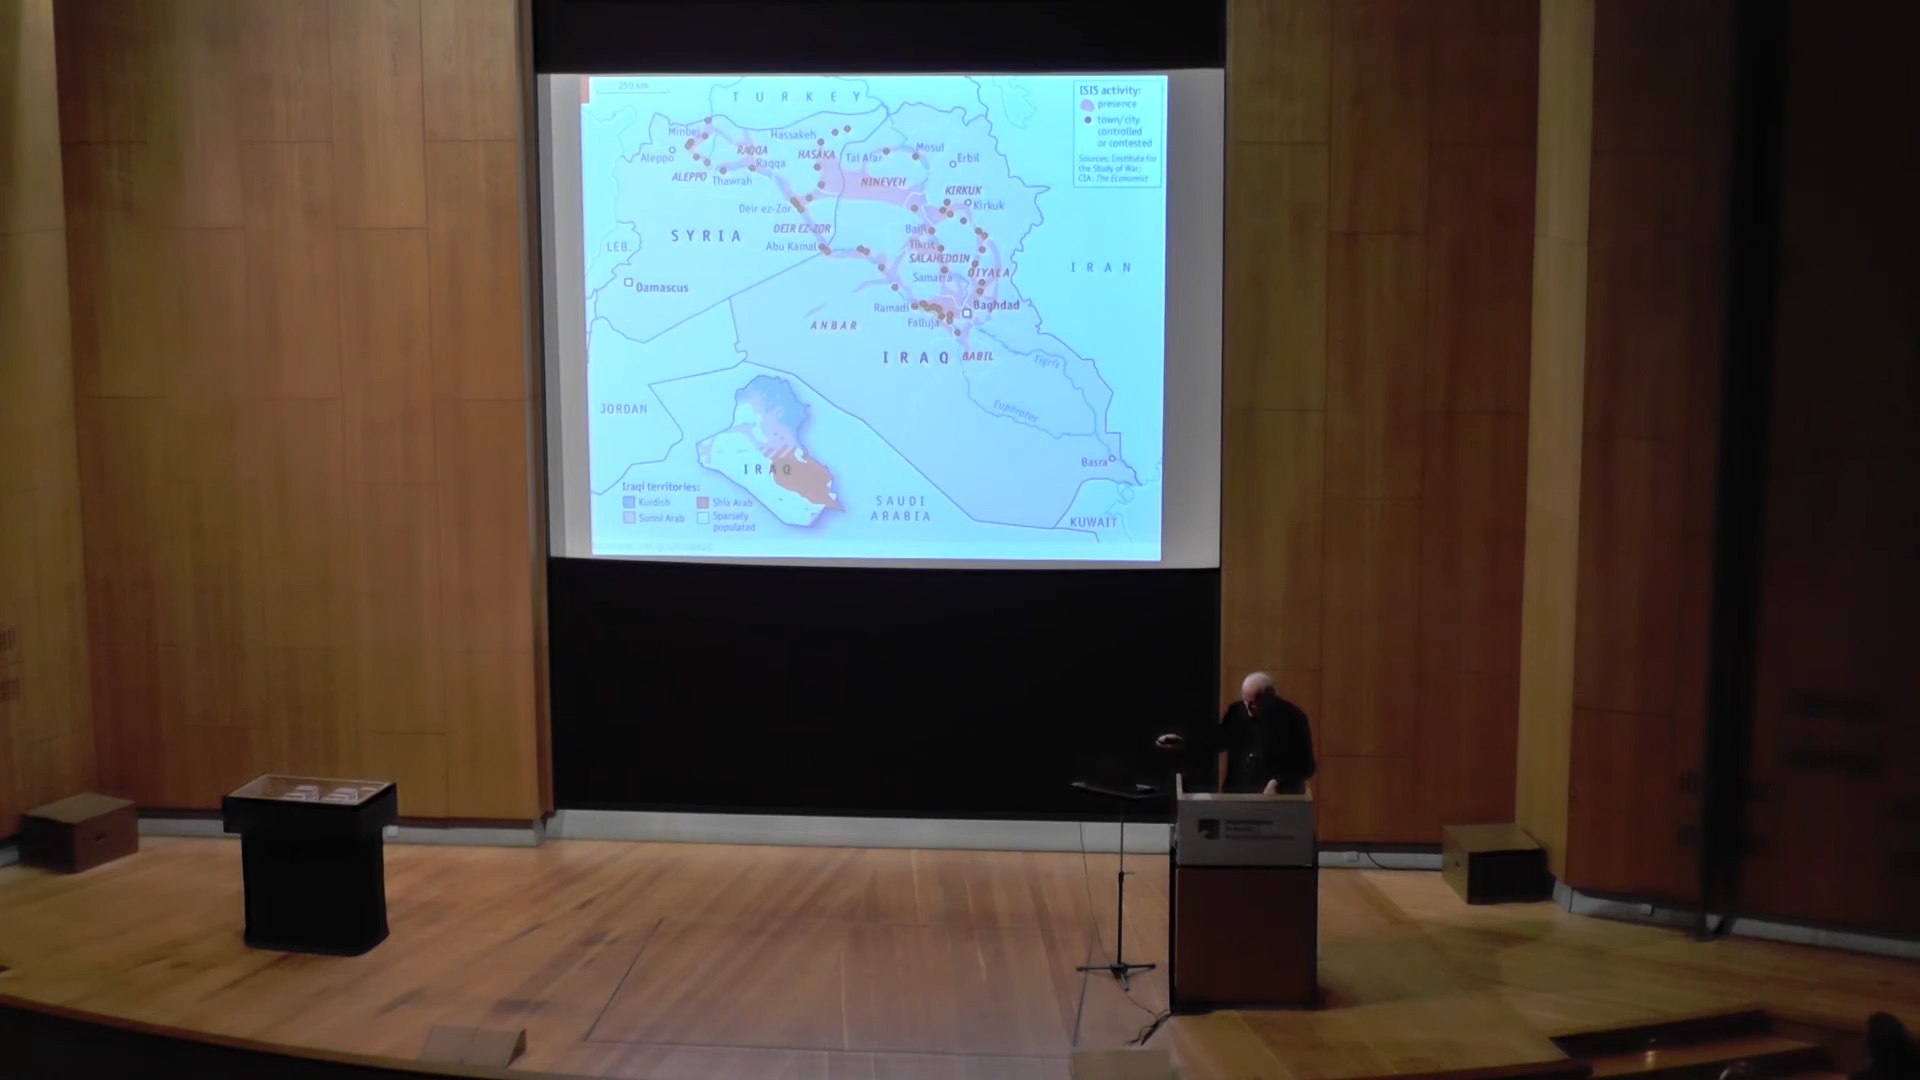 250 km
TURKEY
ISIS activity:
presence
town/city
controlled
or contested
Sources: Institute for
the Study of War;
CIA; The Economist
Minbej
Hassakeh
Aleppo
RAQQA
Raqqa
HASAKA
Tal Afar
Mosul
Erbil
ALEPPO
Thawrah
NINEVEH
KIRKUK
Kirkuk
Deir ez-Zor
DEIR EZ-ZOR
Baiji
SYRIA
LEB.
Abu Kamal
Tikrit
SALAHEDDIN
IRAN
Samarra
DIYALA
Damascus
Ramadi
Baghdad
ANBAR
Falluja
IRAQ
BABIL
Tigris
JORDAN
Euphrates
Basra
IRAQ
Iraqi territories:
Kurdish
Shia Arab
Sunni Arab
Sparsely
populated
SAUDI
ARABIA
KUWAIT